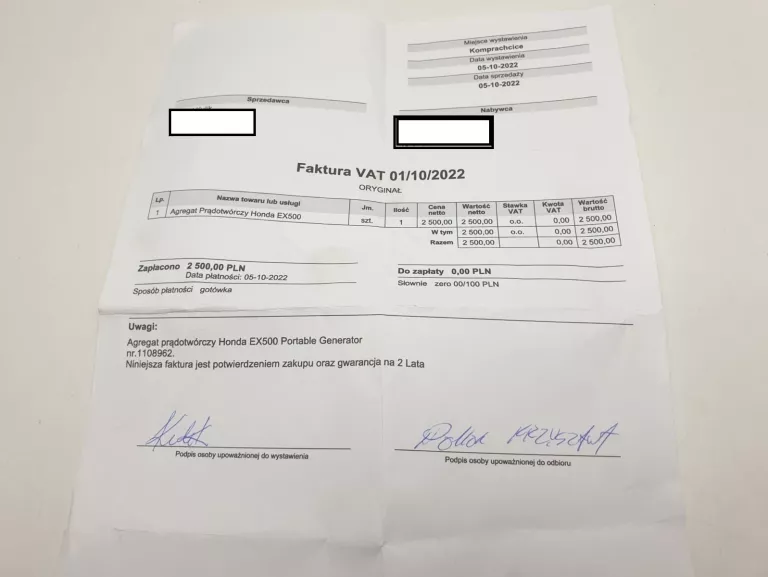 Miejsce wystawienia
Komprachcice
Data wystawienia
05-10-2022
Data sprzedaży
05-10-2022
Sprzedawca
Nabywca
Faktura VAT 01/10/2022
ORYGINAŁ
Lp. Nazwa towaru lub usługi Jm. Ilość Cena netto Wartość netto Stawka VAT Kwota VAT Wartość brutto
1 Agregat Prądotwórczy Honda EX500 szt. 1 2 500,00 2 500,00 o.o. 0,00 2 500,00
W tym 2 500,00 o.o. 0,00 2 500,00
Razem 2 500,00 0,00 2 500,00
Zapłacono 2 500,00 PLN
Data płatności: 05-10-2022
Do zapłaty 0,00 PLN
Sposób płatności gotówka
Słownie zero 00/100 PLN
Uwagi:
Agregat prądotwórczy Honda EX500 Portable Generator
nr.1108962.
Niniejsza faktura jest potwierdzeniem zakupu oraz gwarancja na 2 Lata
Podpis osoby upoważnionej do wystawienia
Podpis osoby upoważnionej do odbioru